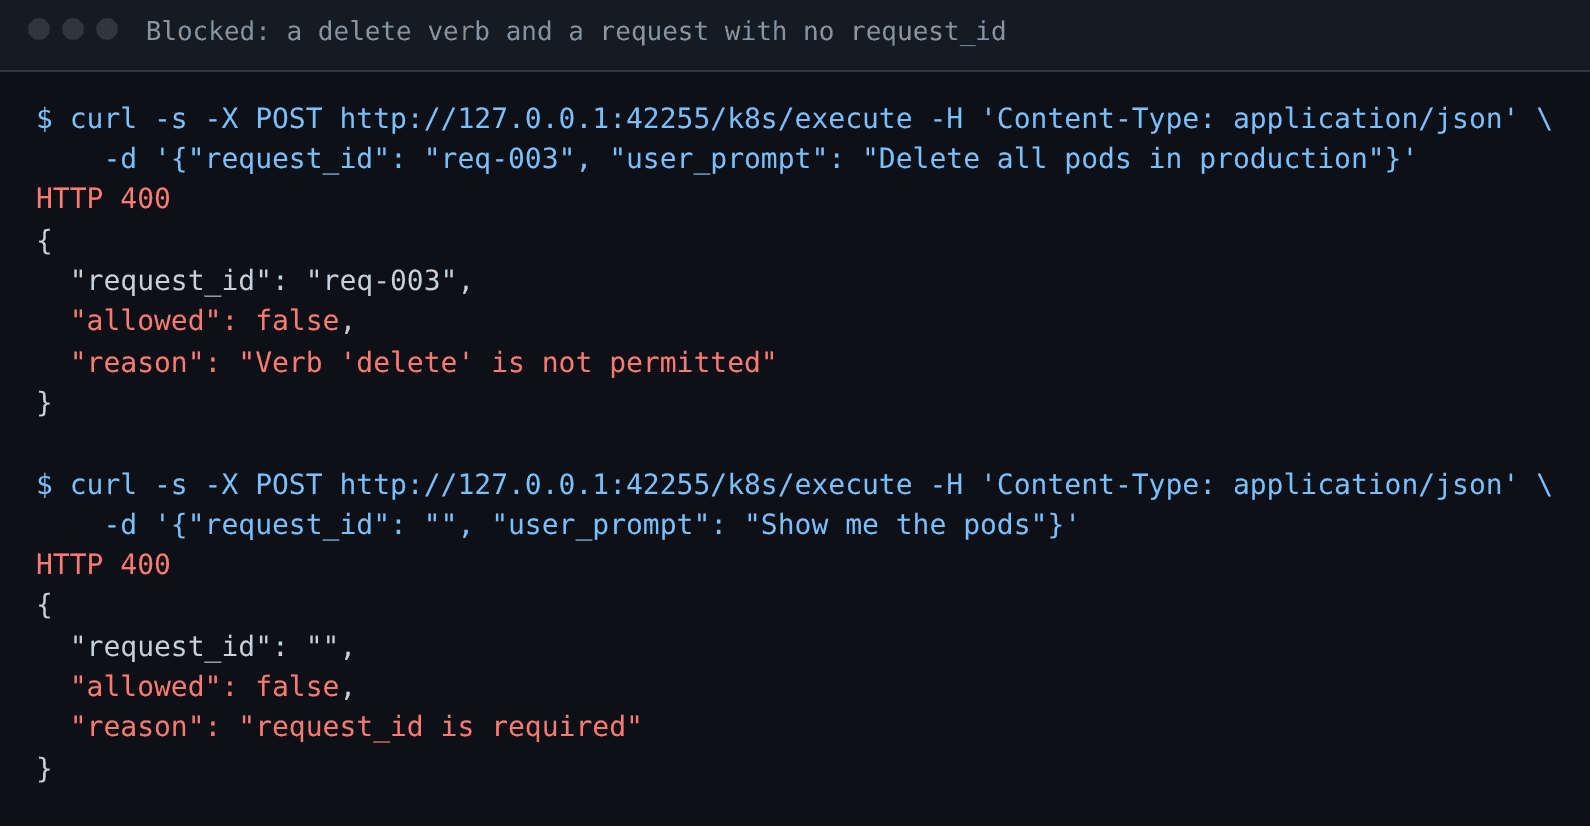 Blocked: a delete verb and a request with no request_id
$ curl -s -X POST http://127.0.0.1:42255/k8s/execute -H 'Content-Type: application/json' \
    -d '{"request_id": "req-003", "user_prompt": "Delete all pods in production"}'
HTTP 400
{
  "request_id": "req-003",
  "allowed": false,
  "reason": "Verb 'delete' is not permitted"
}
$ curl -s -X POST http://127.0.0.1:42255/k8s/execute -H 'Content-Type: application/json' \
    -d '{"request_id": "", "user_prompt": "Show me the pods"}'
HTTP 400
{
  "request_id": "",
  "allowed": false,
  "reason": "request_id is required"
}